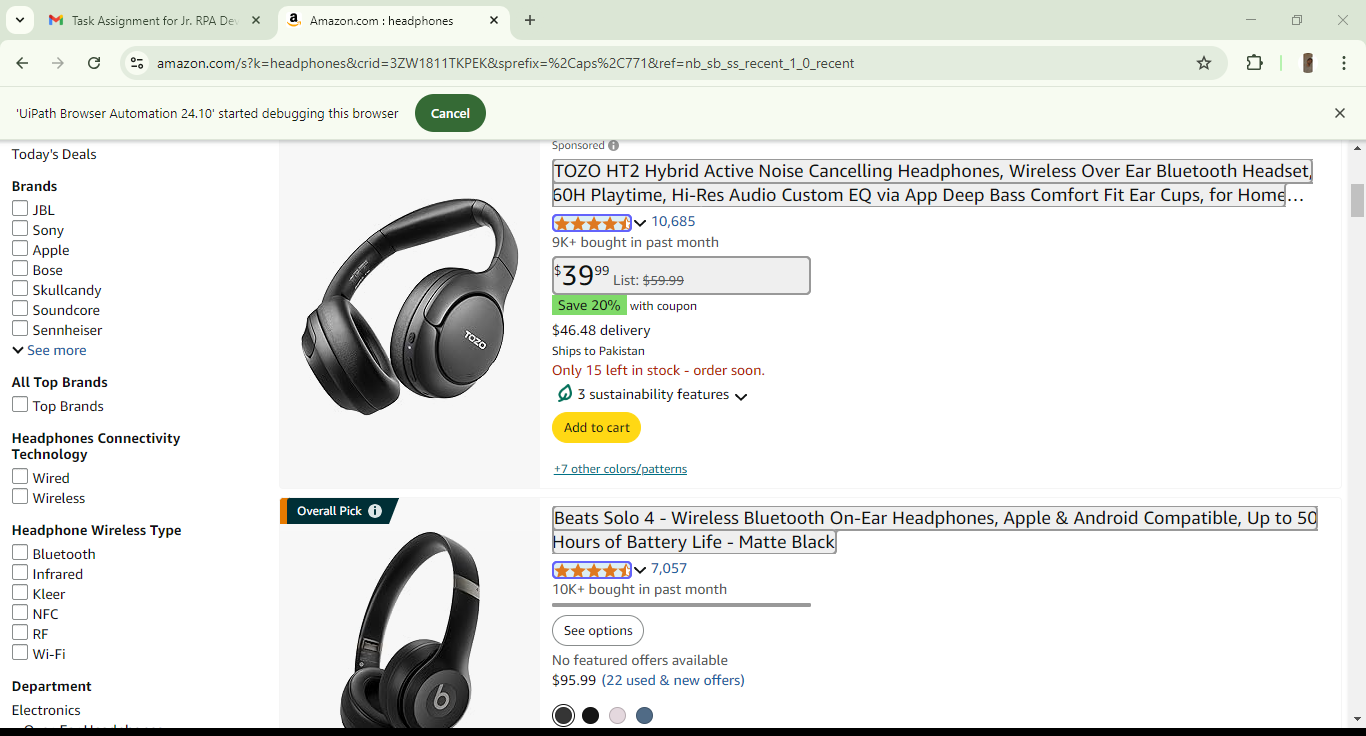 Task Assignment for Jr. RPA Dev
Amazon.com : headphones
amazon.com/s?k=headphones&crid=3ZW1811TKPEK&sprefix=%2Caps%2C771&ref=nb_sb_ss_recent_1_0_recent
'UiPath Browser Automation 24.10' started debugging this browser
Cancel
Today's Deals
Brands
JBL
Sony
Apple
Bose
Skullcandy
Soundcore
Sennheiser
See more
All Top Brands
Top Brands
Headphones Connectivity
Technology
Wired
Wireless
Headphone Wireless Type
Bluetooth
Infrared
Kleer
NFC
RF
Wi-Fi
Department
Electronics
Sponsored
TOZO HT2 Hybrid Active Noise Cancelling Headphones, Wireless Over Ear Bluetooth Headset,
60H Playtime, Hi-Res Audio Custom EQ via App Deep Bass Comfort Fit Ear Cups, for Home…
10,685
9K+ bought in past month
$3999 List: $59.99
Save 20% with coupon
$46.48 delivery
Ships to Pakistan
Only 15 left in stock - order soon.
3 sustainability features
Add to cart
+7 other colors/patterns
TOZO
Overall Pick
Beats Solo 4 - Wireless Bluetooth On-Ear Headphones, Apple & Android Compatible, Up to 50
Hours of Battery Life - Matte Black
7,057
10K+ bought in past month
See options
No featured offers available
$95.99 (22 used & new offers)